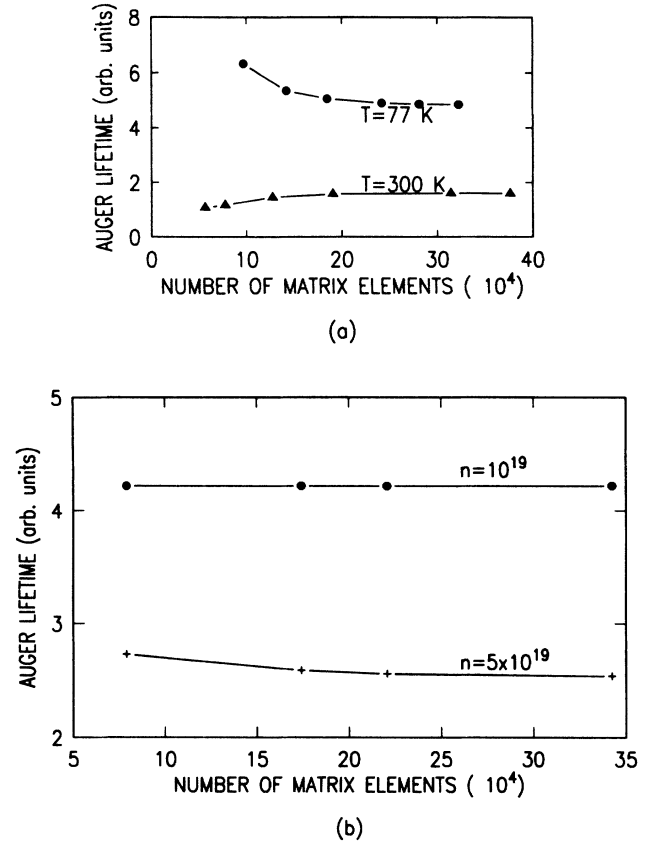 8
6
4
2
0
AUGER LIFETIME (arb. units)
T=77 K
T=300 K
0 10 20 30 40
NUMBER OF MATRIX ELEMENTS ( 10⁴)
(a)
5
4
3
2
AUGER LIFETIME (arb. units)
n=10¹⁹
n=5x10¹⁹
5 10 15 20 25 30 35
NUMBER OF MATRIX ELEMENTS ( 10⁴)
(b)